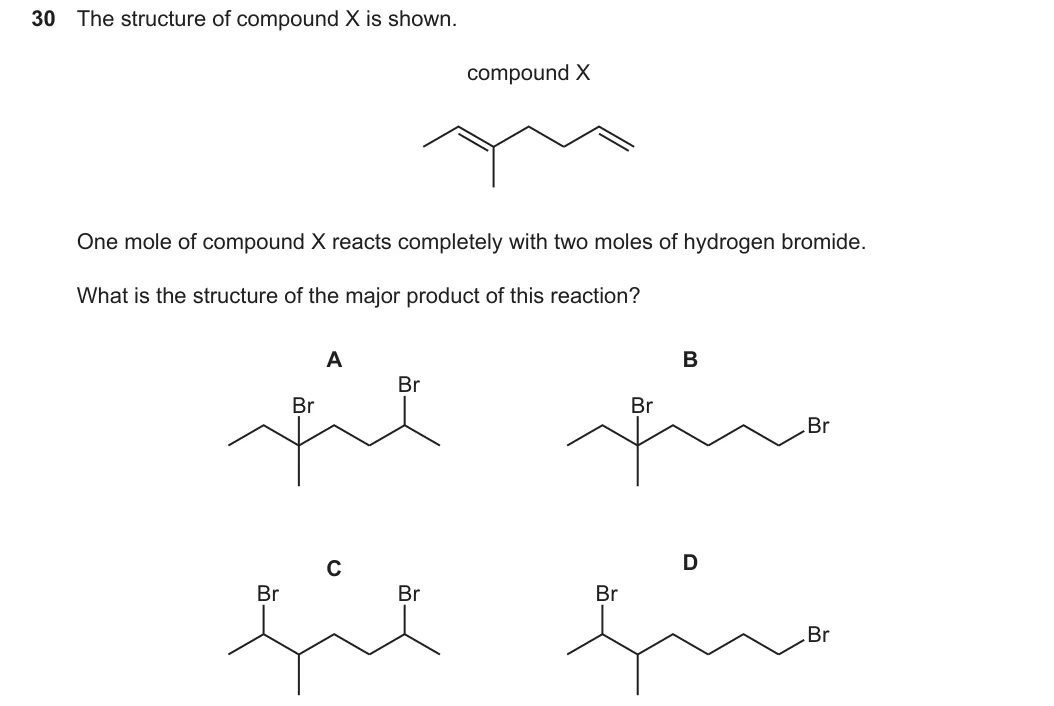 30 The structure of compound X is shown.
compound X
One mole of compound X reacts completely with two moles of hydrogen bromide.
What is the structure of the major product of this reaction?
A
B
Br
Br
Br
Br
C
D
Br
Br
Br
Br